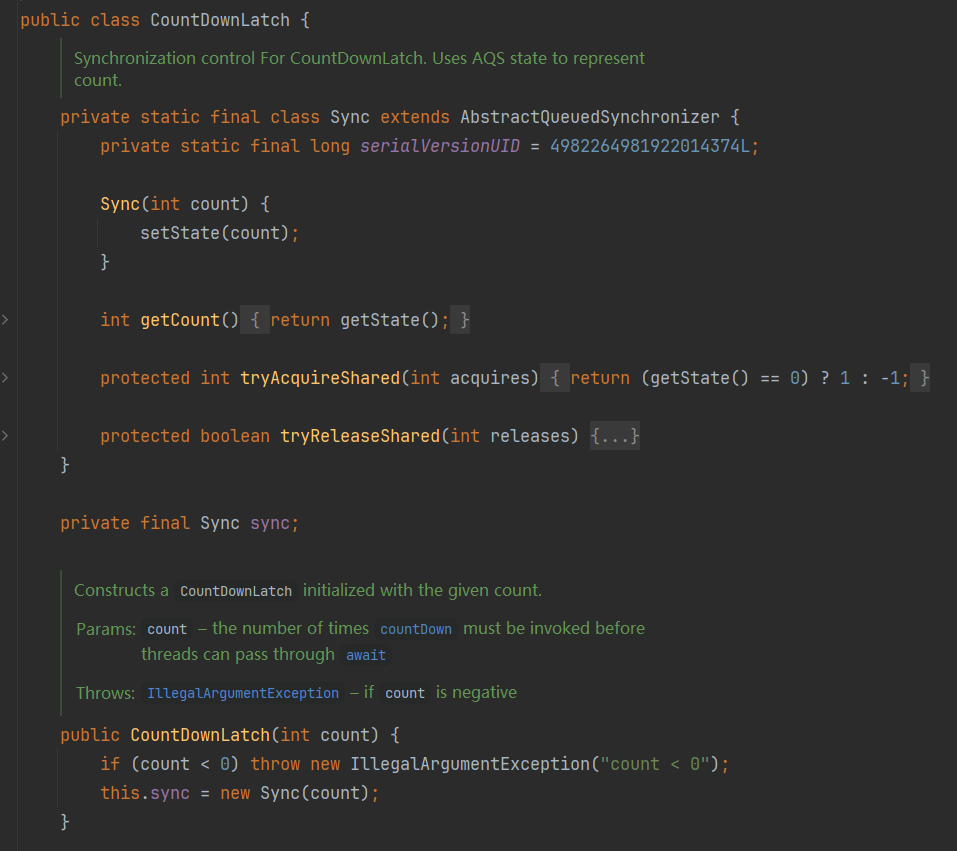 public class CountDownLatch {
Synchronization control For CountDownLatch. Uses AQS state to represent
count.
private static final class Sync extends AbstractQueuedSynchronizer {
private static final long serialVersionUID = 4982264981922014374L;
Sync(int count) {
setState(count);
}
int getCount() { return getState(); }
protected int tryAcquireShared(int acquires) { return (getState() == 0) ? 1 : -1; }
protected boolean tryReleaseShared(int releases) {...}
}
private final Sync sync;
Constructs a CountDownLatch initialized with the given count.
Params: count – the number of times countDown must be invoked before
threads can pass through await
Throws: IllegalArgumentException – if count is negative
public CountDownLatch(int count) {
if (count < 0) throw new IllegalArgumentException("count < 0");
this.sync = new Sync(count);
}